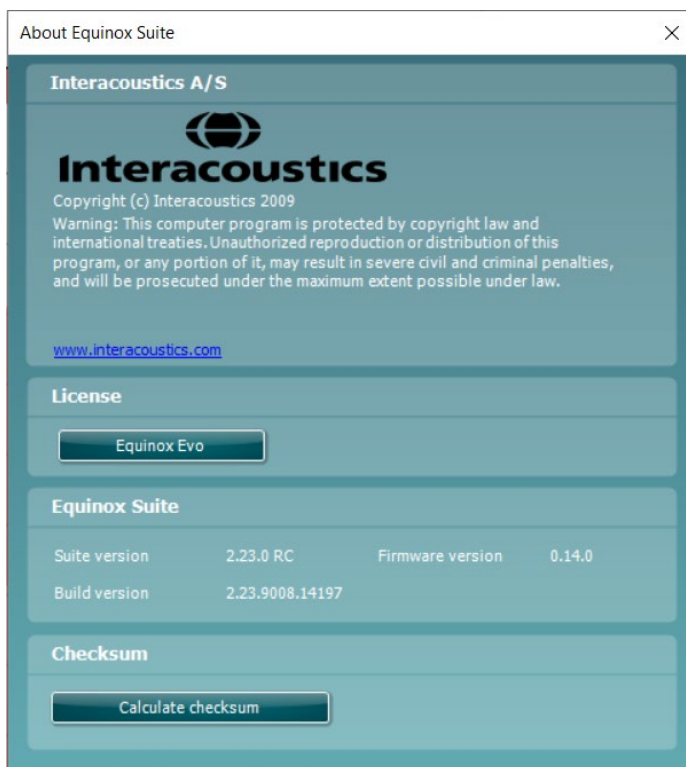 About Equinox Suite
Interacoustics A/S
Interacoustics
Copyright (c) Interacoustics 2009
Warning: This computer program is protected by copyright law and
international treaties. Unauthorized reproduction or distribution of this
program, or any portion of it, may result in severe civil and criminal penalties,
and will be prosecuted under the maximum extent possible under law.
www.interacoustics.com
License
Equinox Evo
Equinox Suite
Suite version 2.23.0 RC Firmware version 0.14.0
Build version 2.23.9008.14197
Checksum
Calculate checksum